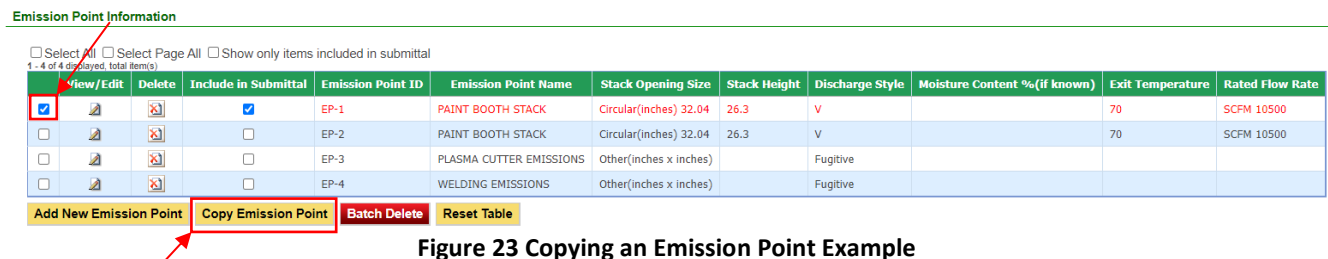 Emission Point Information
Select All Select Page All Show only items included in submittal
1 - 4 of 4 displayed, total item(s)
View/Edit Delete Include in Submittal Emission Point ID Emission Point Name Stack Opening Size Stack Height Discharge Style Moisture Content %(if known) Exit Temperature Rated Flow Rate
EP-1 PAINT BOOTH STACK Circular(inches) 32.04 26.3 V 70 SCFM 10500
EP-2 PAINT BOOTH STACK Circular(inches) 32.04 26.3 V 70 SCFM 10500
EP-3 PLASMA CUTTER EMISSIONS Other(inches x inches) Fugitive
EP-4 WELDING EMISSIONS Other(inches x inches) Fugitive
Add New Emission Point Copy Emission Point Batch Delete Reset Table
Figure 23 Copying an Emission Point Example